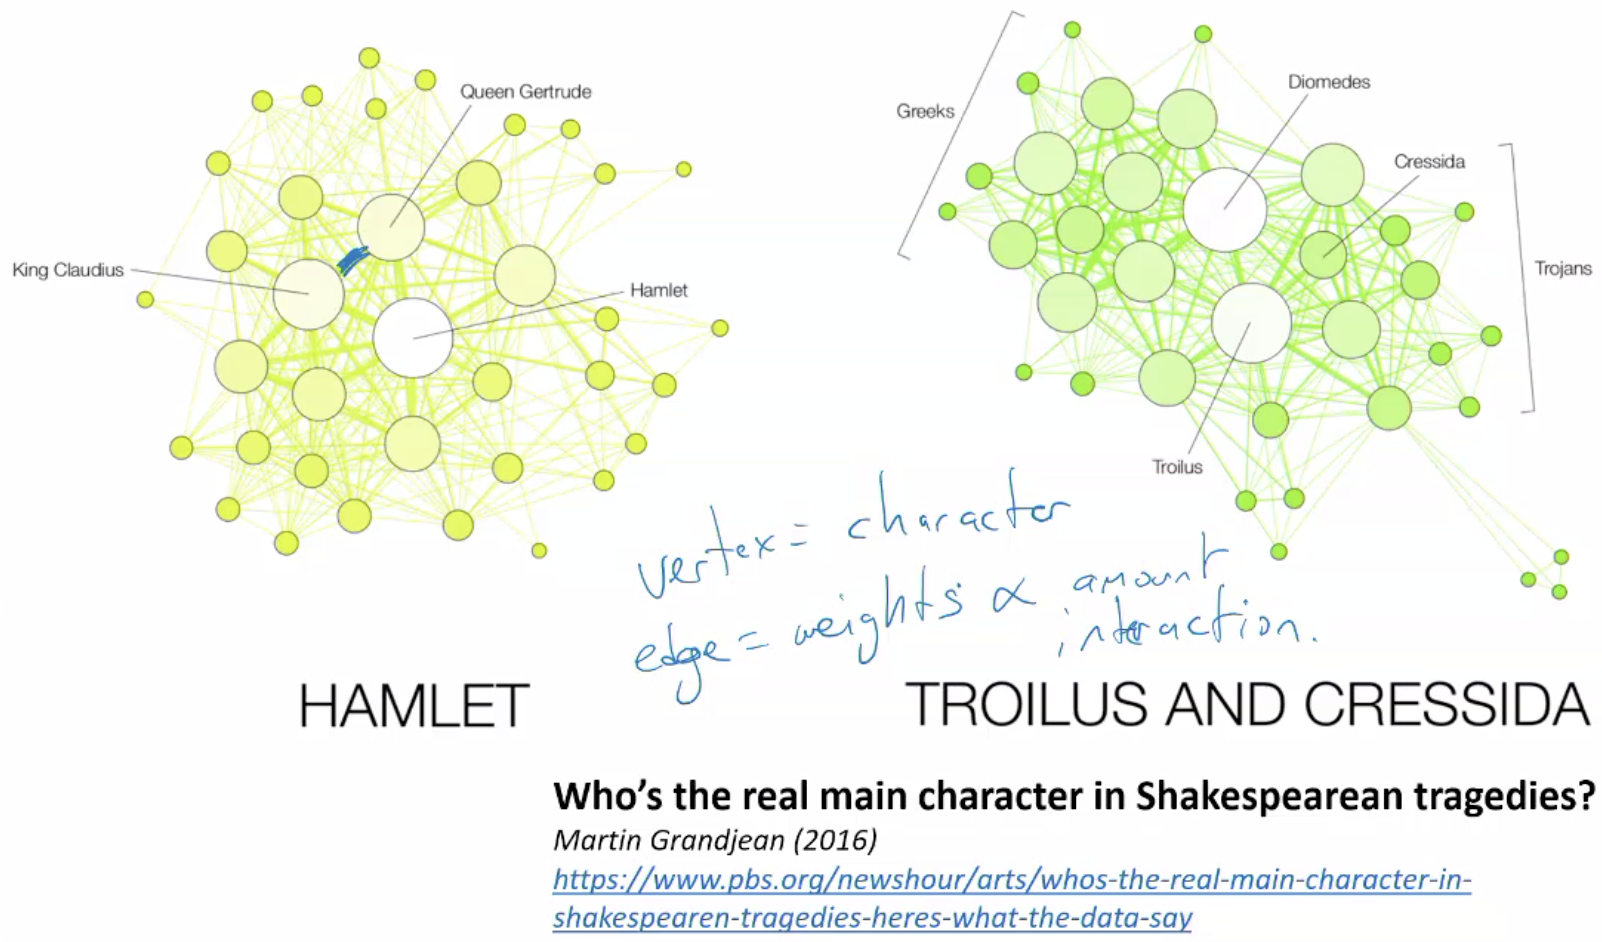 Queen Gertrude
King Claudius
Hamlet
HAMLET
Greeks
Diomedes
Cressida
Trojans
Troilus
TROILUS AND CRESSIDA
vertex = character
edge = weights ∝ amount
interaction.
Who's the real main character in Shakespearean tragedies?
Martin Grandjean (2016)
https://www.pbs.org/newshour/arts/whos-the-real-main-character-in-
shakespearen-tragedies-heres-what-the-data-say